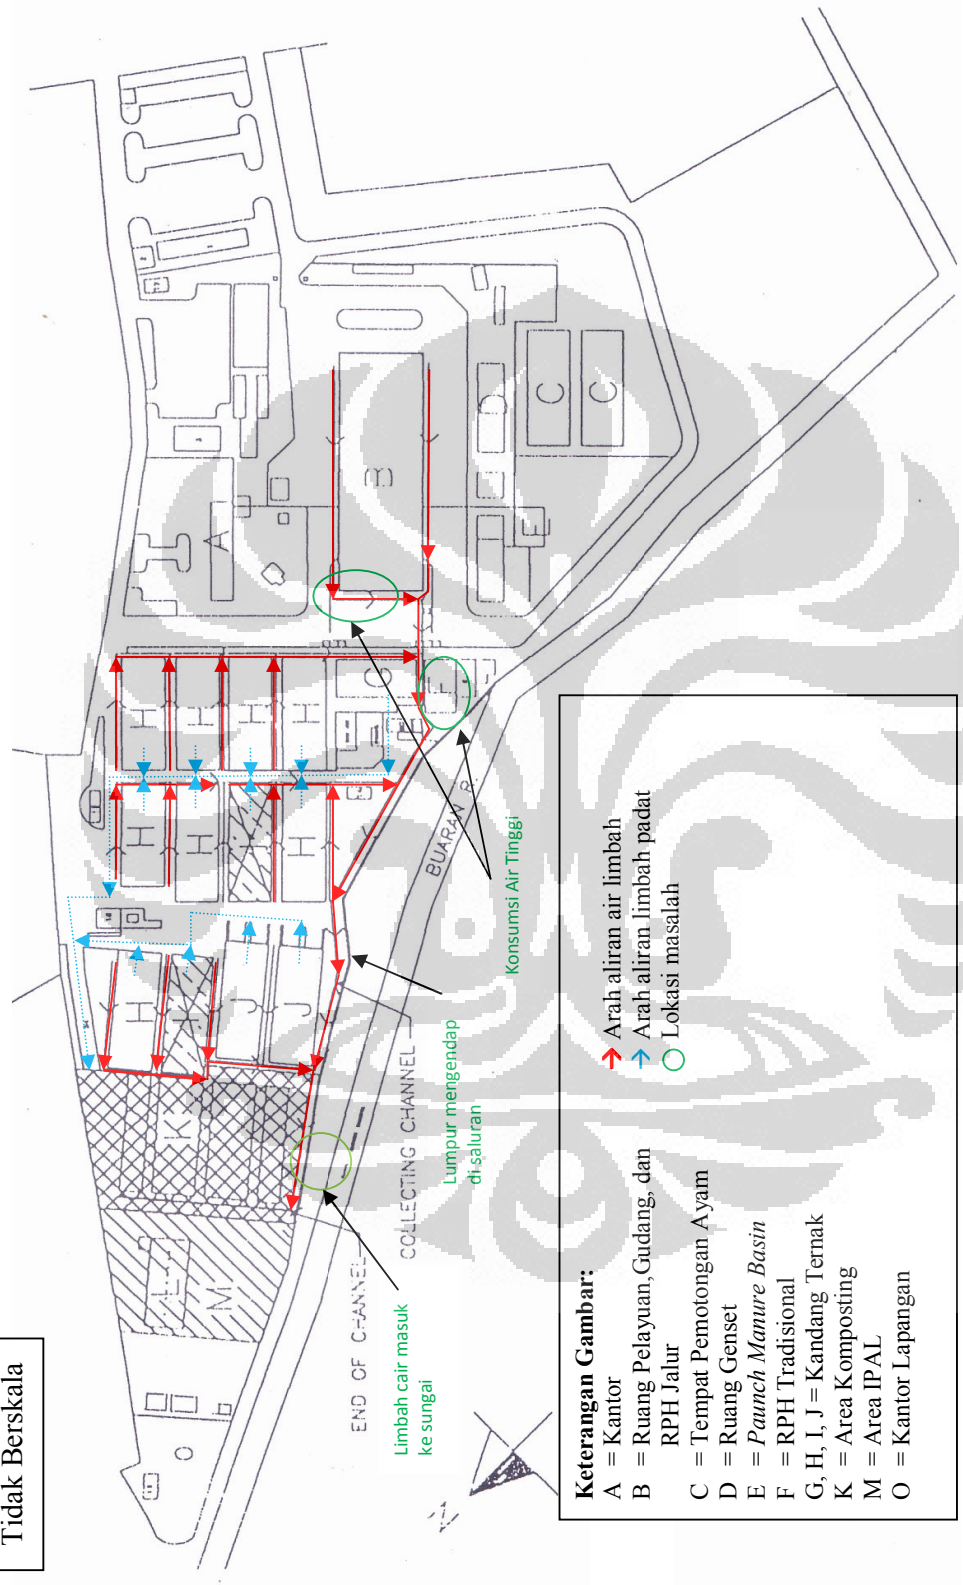 Tidak Berskala
A
B
C
C
D
E
F
G
H
H
H
H
H
H
H
H
J
J
K
L
M
O
N
BUARAN R.
COLLECTING CHANNEL
END OF CHANNEL
Konsumsi Air Tinggi
Lumpur mengendap
di saluran
Limbah cair masuk
ke sungai
Keterangan Gambar:
A = Kantor
B = Ruang Pelayuan,Gudang, dan
RPH Jalur
C = Tempat Pemotongan Ayam
D = Ruang Genset
E = Paunch Manure Basin
F = RPH Tradisional
G, H, I, J = Kandang Ternak
K = Area Komposting
M = Area IPAL
O = Kantor Lapangan
Arah aliran air limbah
Arah aliran limbah padat
Lokasi masalah